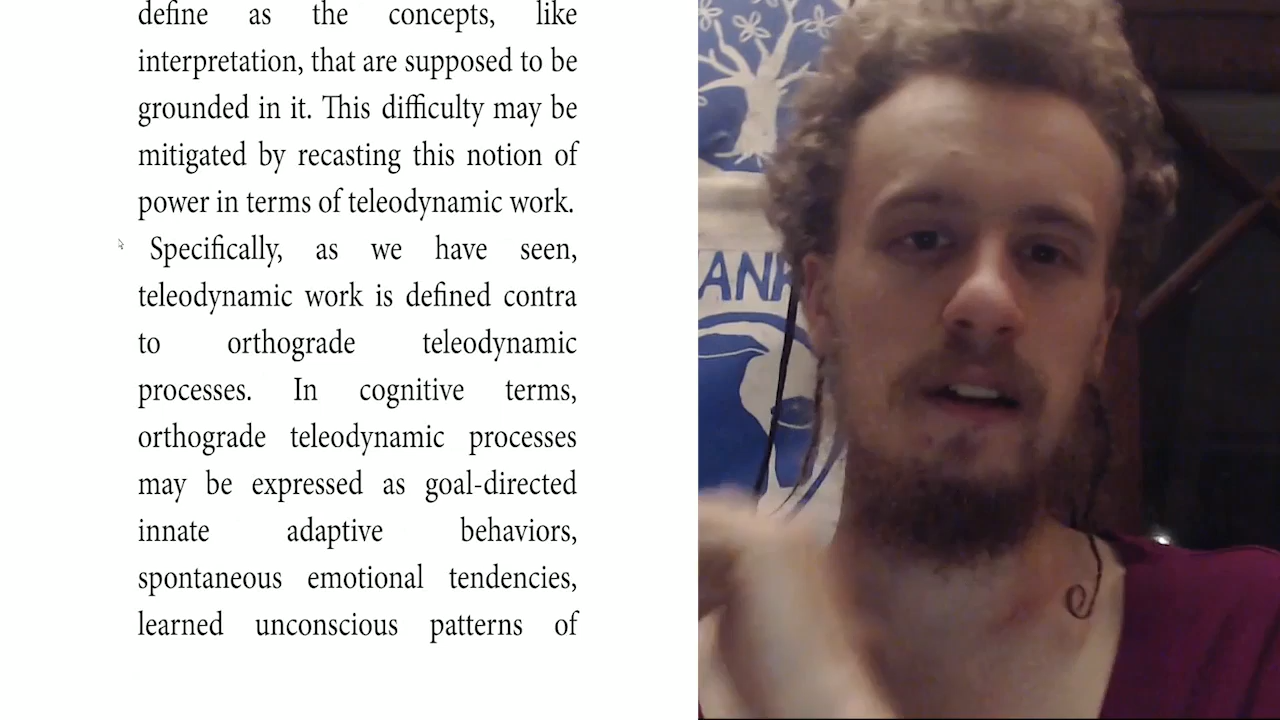 define as the concepts, like
interpretation, that are supposed to be
grounded in it. This difficulty may be
mitigated by recasting this notion of
power in terms of teleodynamic work.
Specifically, as we have seen,
teleodynamic work is defined contra
to orthograde teleodynamic
processes. In cognitive terms,
orthograde teleodynamic processes
may be expressed as goal-directed
innate adaptive behaviors,
spontaneous emotional tendencies,
learned unconscious patterns of